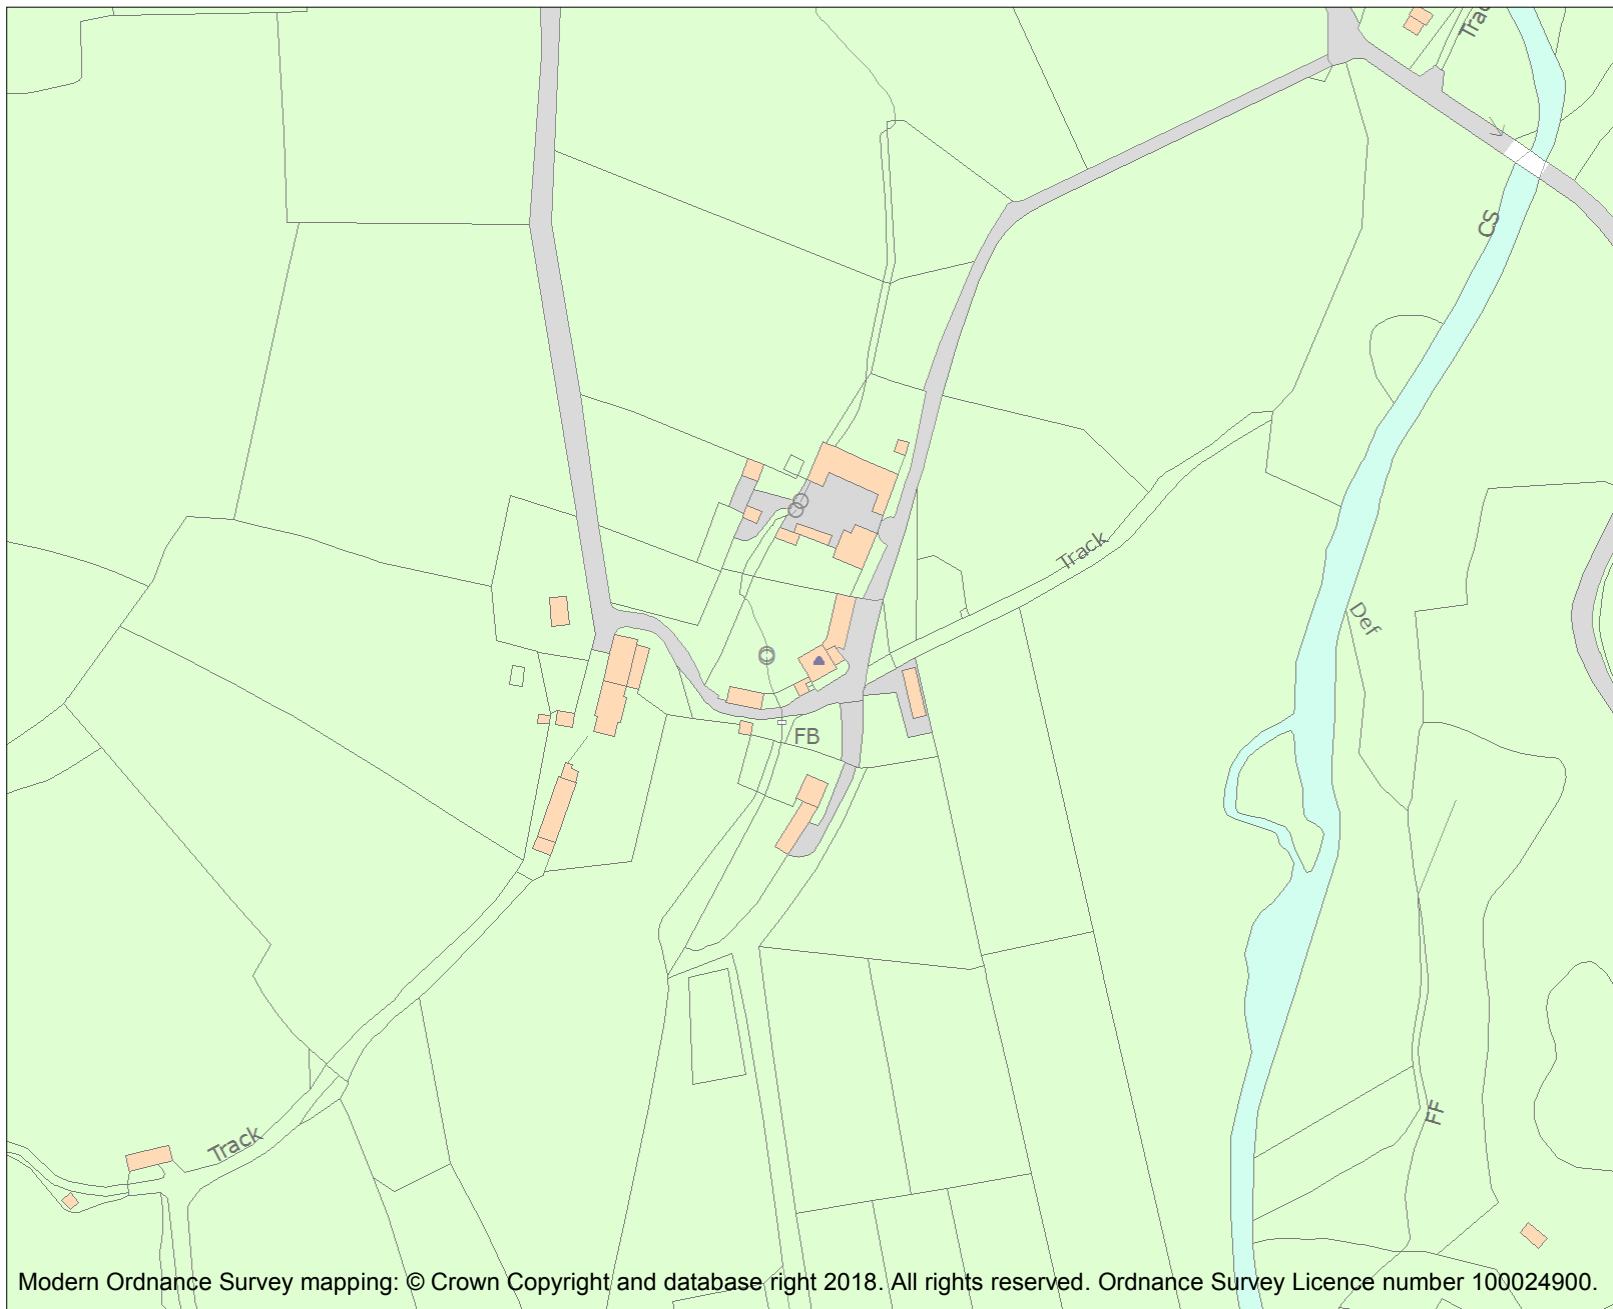 Trac
CS
Track
Def
FB
FF
Track
Modern Ordnance Survey mapping: © Crown Copyright and database right 2018. All rights reserved. Ordnance Survey Licence number 100024900.